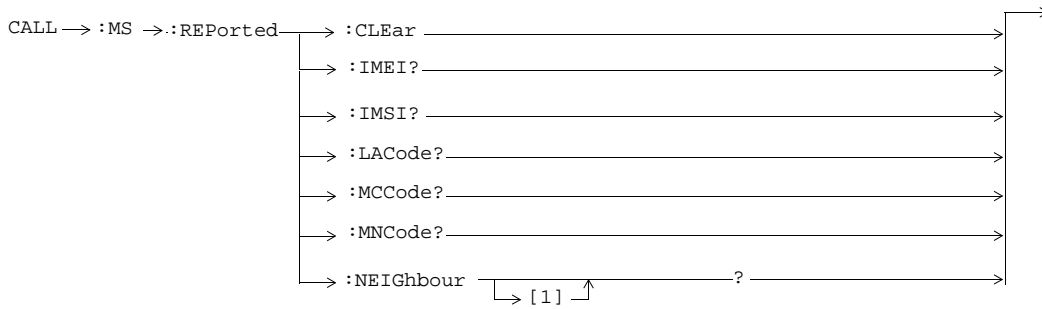 CALL :MS :REPorted :CLEar
:IMEI?
:IMSI?
:LACode?
:MCCode?
:MNCode?
:NEIGhbour ?
[1]